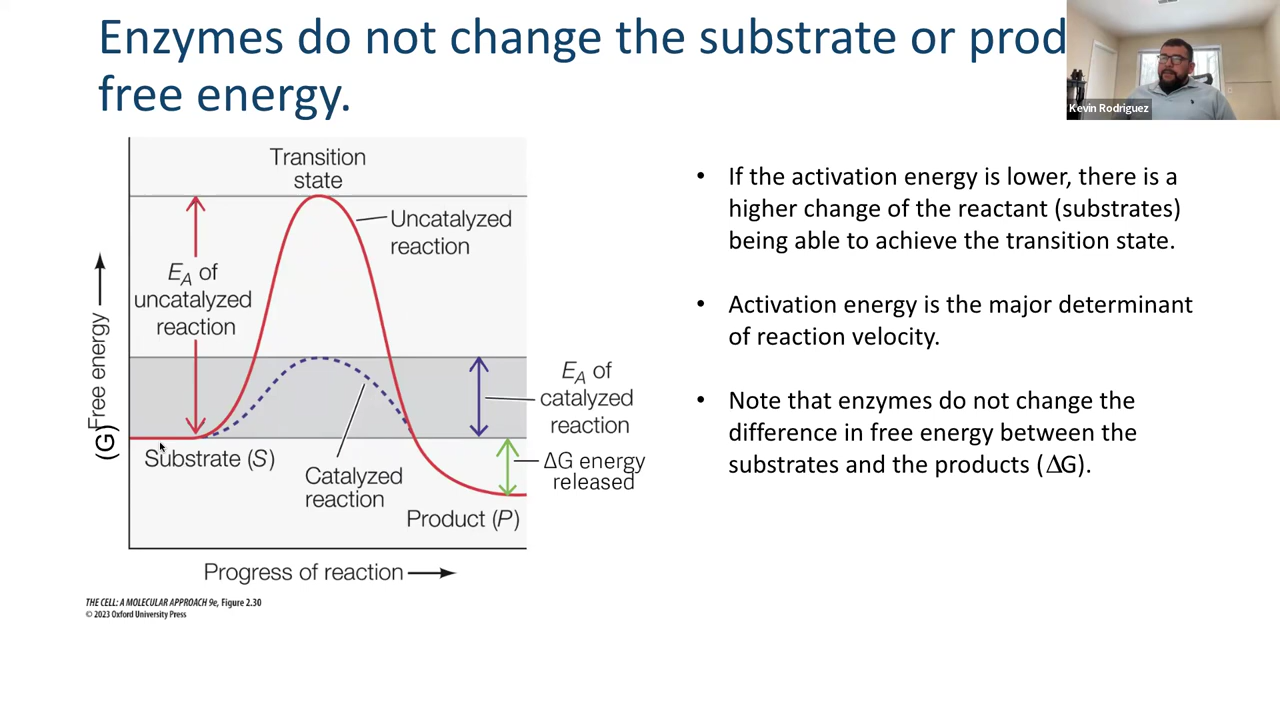 Enzymes do not change the substrate or prod
free energy.
Kevin Rodriguez
Transition
state
Uncatalyzed
reaction
E_A of
uncatalyzed
reaction
(G) Free energy
E_A of
catalyzed
reaction
Substrate (S)
Catalyzed
reaction
ΔG energy
released
Product (P)
Progress of reaction
THE CELL: A MOLECULAR APPROACH 9e, Figure 2.30
© 2023 Oxford University Press
• If the activation energy is lower, there is a
higher change of the reactant (substrates)
being able to achieve the transition state.
• Activation energy is the major determinant
of reaction velocity.
• Note that enzymes do not change the
difference in free energy between the
substrates and the products (ΔG).